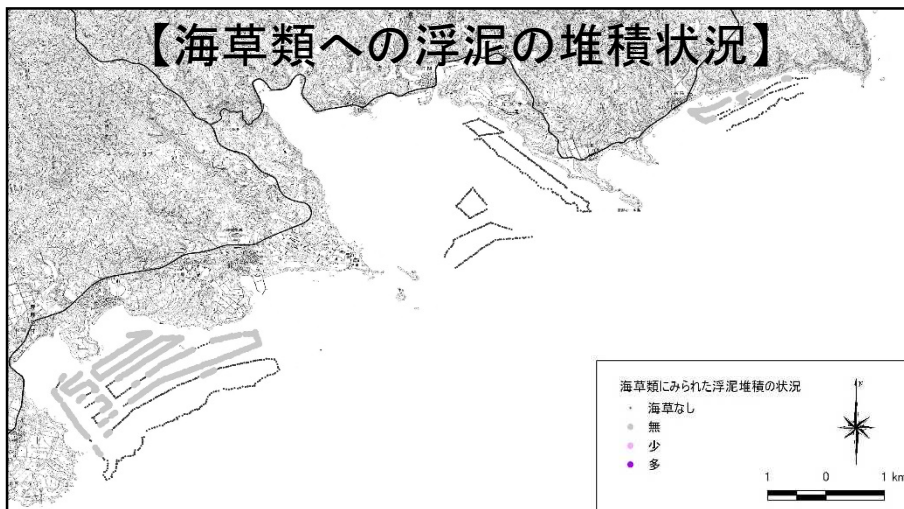 【海草類への浮泥の堆積状況】
海草類にみられた浮泥堆積の状況
海草なし
無
少
多
1 0 1 km